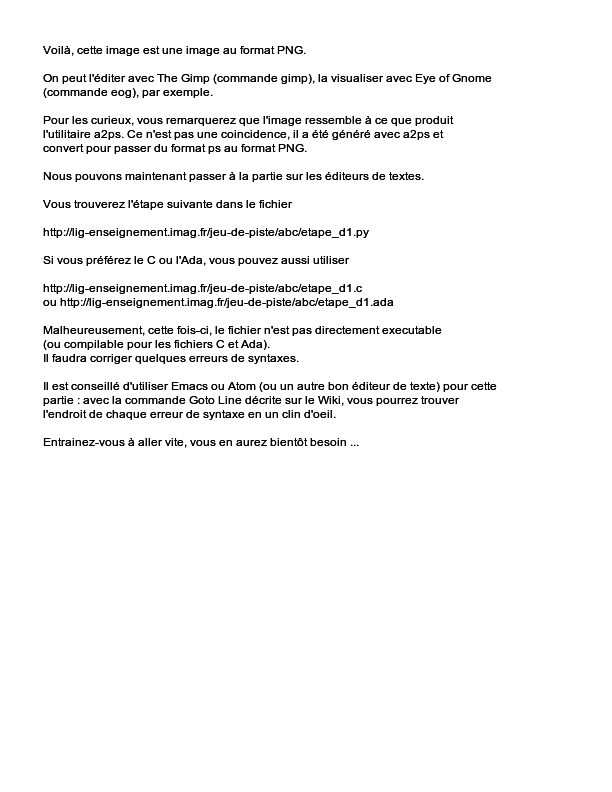 Voilà, cette image est une image au format PNG.
On peut l'éditer avec The Gimp (commande gimp), la visualiser avec Eye of Gnome
(commande eog), par exemple.
Pour les curieux, vous remarquerez que l'image ressemble à ce que produit
l'utilitaire a2ps. Ce n'est pas une coincidence, il a été généré avec a2ps et
convert pour passer du format ps au format PNG.
Nous pouvons maintenant passer à la partie sur les éditeurs de textes.
Vous trouverez l'étape suivante dans le fichier
http://lig-enseignement.imag.fr/jeu-de-piste/abc/etape_d1.py
Si vous préférez le C ou l'Ada, vous pouvez aussi utiliser
http://lig-enseignement.imag.fr/jeu-de-piste/abc/etape_d1.c
ou http://lig-enseignement.imag.fr/jeu-de-piste/abc/etape_d1.ada
Malheureusement, cette fois-ci, le fichier n'est pas directement executable
(ou compilable pour les fichiers C et Ada).
Il faudra corriger quelques erreurs de syntaxes.
Il est conseillé d'utiliser Emacs ou Atom (ou un autre bon éditeur de texte) pour cette
partie : avec la commande Goto Line décrite sur le Wiki, vous pourrez trouver
l'endroit de chaque erreur de syntaxe en un clin d'oeil.
Entrainez-vous à aller vite, vous en aurez bientôt besoin ...